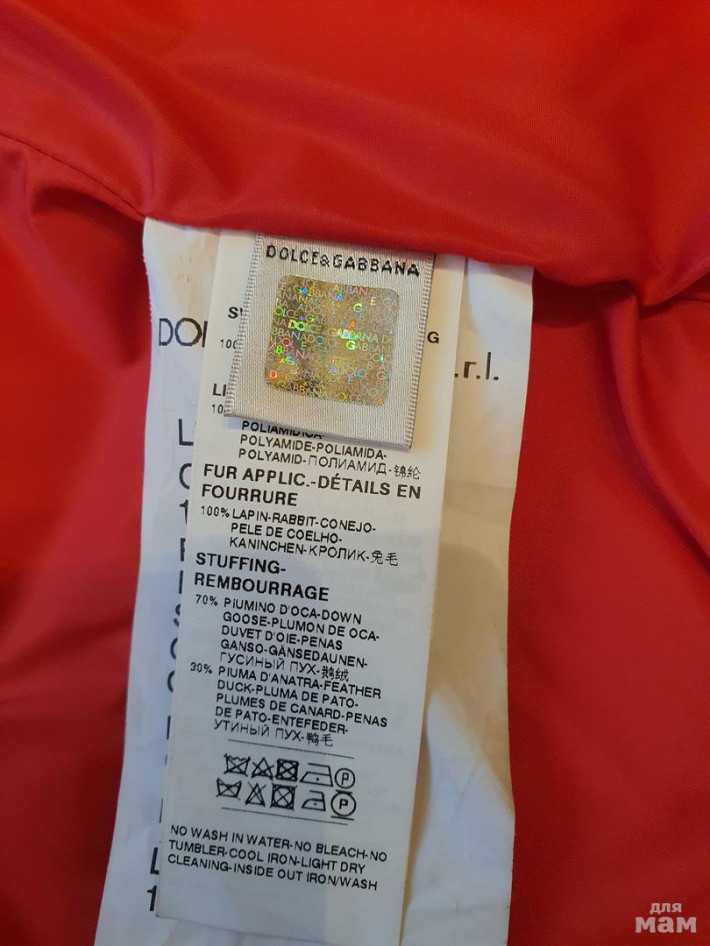 DOLCE&GABBANA
G
DOL
.r.l.
POLIAMIDICA-
POLYAMIDE-POLIAMIDA-
POLYAMID-ПОЛИАМИД-锦纶
FUR APPLIC.-DÉTAILS EN
FOURRURE
100% LAPIN-RABBIT-CONEJO-
PELE DE COELHO-
KANINCHEN-КРОЛИК-兔毛
STUFFING-
REMBOURRAGE
70% PIUMINO D'OCA-DOWN
GOOSE-PLUMON DE OCA-
DUVET D'OIE-PENAS
GANSO-GANSEDAUNEN-
ГУСИНЫЙ ПУХ-鹅绒
30% PIUMA D'ANATRA-FEATHER
DUCK-PLUMA DE PATO-
PLUMES DE CANARD-PENAS
DE PATO-ENTEFEDER-
УТИНЫЙ ПУХ-鸭毛
P
P
NO WASH IN WATER-NO BLEACH-NO
TUMBLER-COOL IRON-LIGHT DRY
CLEANING-INSIDE OUT IRON/WASH
для
мам